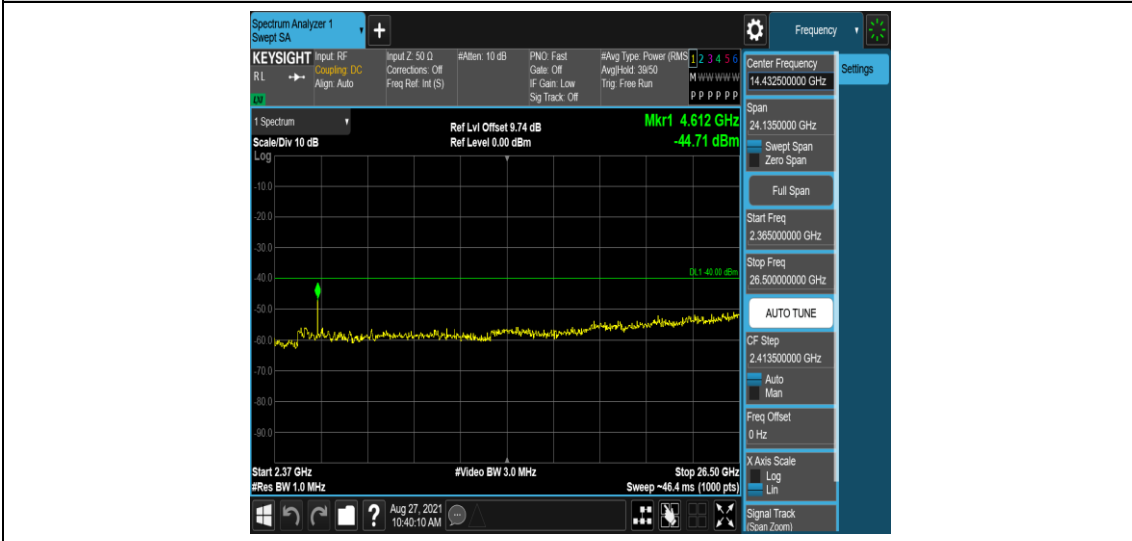 Spectrum Analyzer 1
Swept SA
+
Frequency
KEYSIGHT
RL
LXI
Input: RF
Coupling: DC
Align: Auto
Input Z: 50 Ω
Corrections: Off
Freq Ref: Int (S)
#Atten: 10 dB
PNO: Fast
Gate: Off
IF Gain: Low
Sig Track: Off
#Avg Type: Power (RMS
Avg|Hold: 39/50
Trig: Free Run
1 2 3 4 5 6
M W W W W W
P P P P P P
1 Spectrum
Scale/Div 10 dB
Ref Lvl Offset 9.74 dB
Ref Level 0.00 dBm
Mkr1 4.612 GHz
-44.71 dBm
Log
-10.0
-20.0
-30.0
-40.0
DL1 -40.00 dBm
-50.0
-60.0
-70.0
-80.0
-90.0
Start 2.37 GHz
#Res BW 1.0 MHz
#Video BW 3.0 MHz
Stop 26.50 GHz
Sweep ~46.4 ms (1000 pts)
Center Frequency
14.432500000 GHz
Settings
Span
24.1350000 GHz
Swept Span
Zero Span
Full Span
Start Freq
2.365000000 GHz
Stop Freq
26.500000000 GHz
AUTO TUNE
CF Step
2.413500000 GHz
Auto
Man
Freq Offset
0 Hz
X Axis Scale
Log
Lin
Signal Track
(Span Zoom)
?
Aug 27, 2021
10:40:10 AM